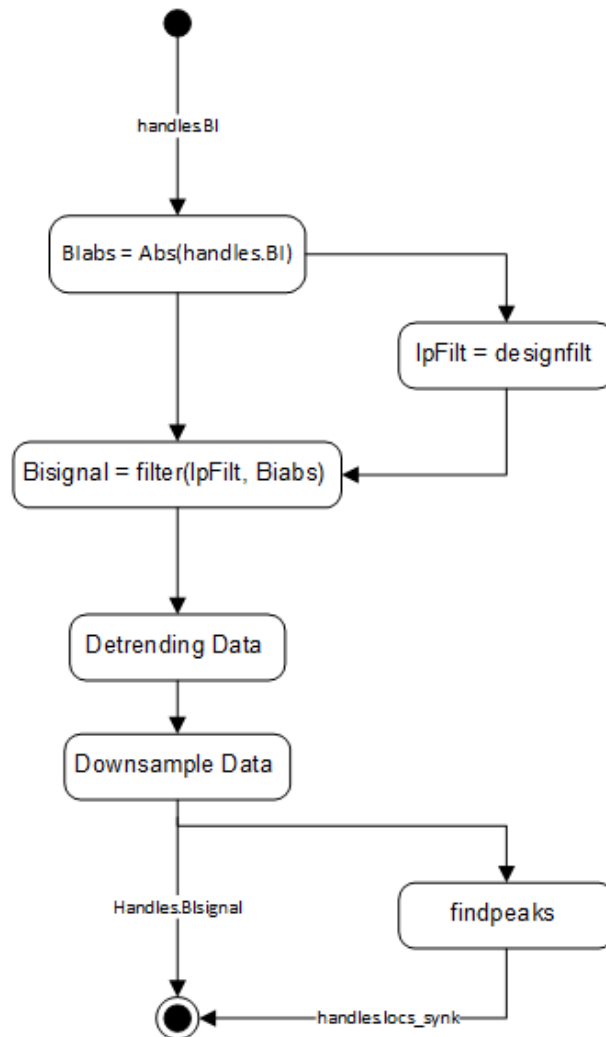 handles.BI
BIabs = Abs(handles.BI)
lpFilt = designfilt
Bisignal = filter(lpFilt, Biabs)
Detrending Data
Downsample Data
Handles.BIsignal
findpeaks
handles.locs_synk